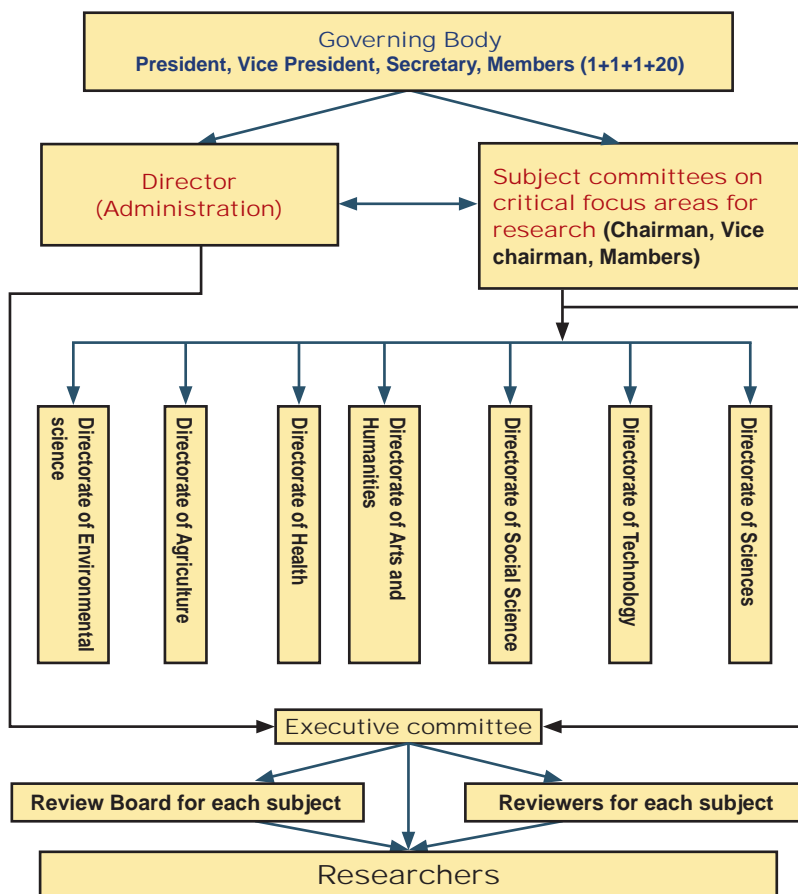 Governing Body
President, Vice President, Secretary, Members (1+1+1+20)
Director
(Administration)
Subject committees on
critical focus areas for
research (Chairman, Vice
chairman, Mambers)
Directorate of Environmental
science
Directorate of Agriculture
Directorate of Health
Directorate of Arts and
Humanities
Directorate of Social Science
Directorate of Technology
Directorate of Sciences
Executive committee
Review Board for each subject
Reviewers for each subject
Researchers